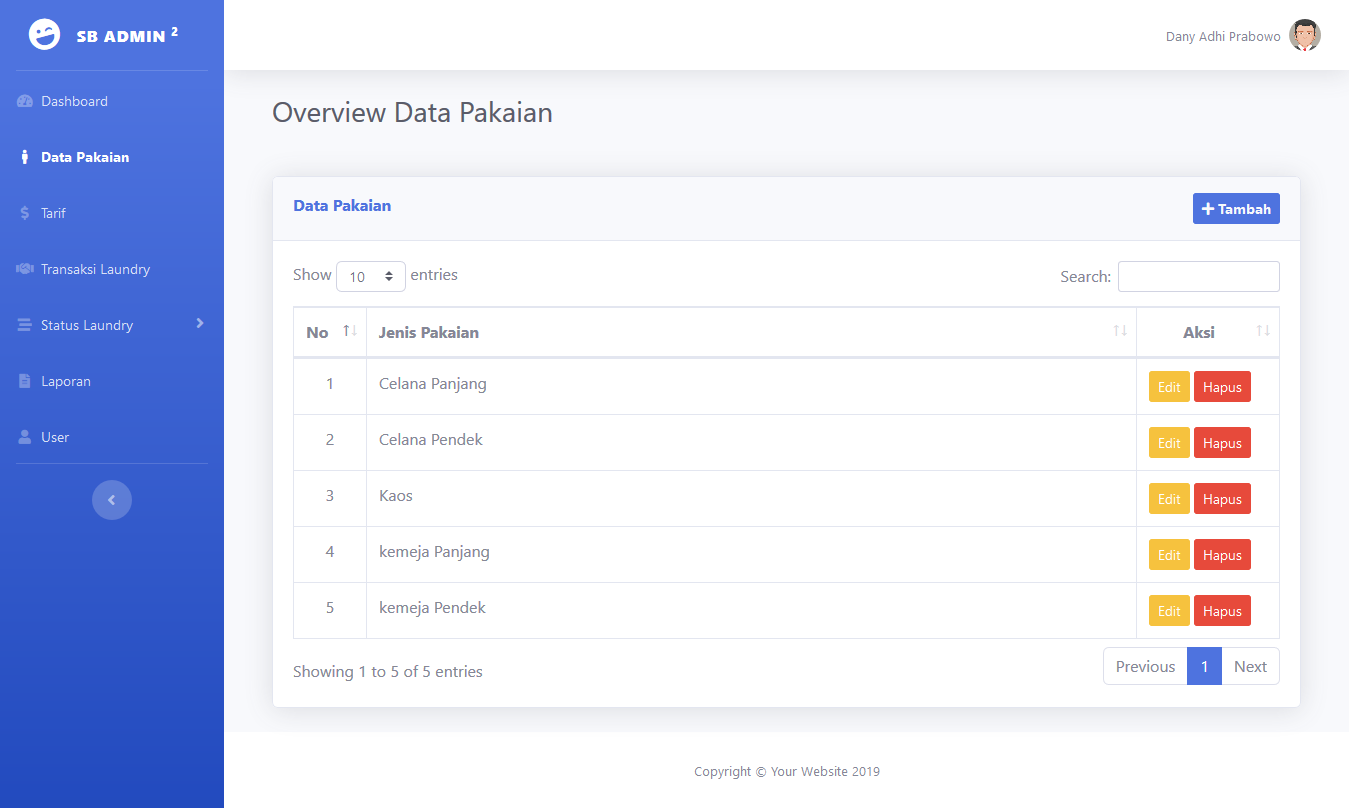 SB ADMIN 2
Dany Adhi Prabowo
Dashboard
Data Pakaian
Tarif
Transaksi Laundry
Status Laundry
Laporan
User
Overview Data Pakaian
Data Pakaian
Tambah
Show 10 entries
Search:
No Jenis Pakaian Aksi
1 Celana Panjang Edit Hapus
2 Celana Pendek Edit Hapus
3 Kaos Edit Hapus
4 kemeja Panjang Edit Hapus
5 kemeja Pendek Edit Hapus
Showing 1 to 5 of 5 entries
Previous 1 Next
Copyright © Your Website 2019